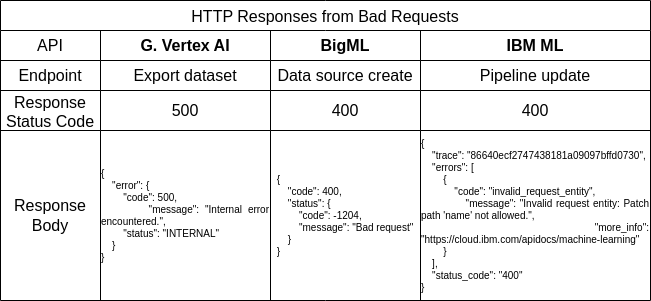 HTTP Responses from Bad Requests
API G. Vertex AI BigML IBM ML
Endpoint Export dataset Data source create Pipeline update
Response
Status Code 500 400 400
Response
Body
{
"error": {
"code": 500,
"message": "Internal error
encountered.",
"status": "INTERNAL"
}
}
{
"code": 400,
"status": {
"code": -1204,
"message": "Bad request"
}
}
{
"trace": "86640ecf2747438181a09097bffd0730",
"errors": [
{
"code": "invalid_request_entity",
"message": "Invalid request entity: Patch
path 'name' not allowed.",
"more_info":
"https://cloud.ibm.com/apidocs/machine-learning"
}
],
"status_code": "400"
}